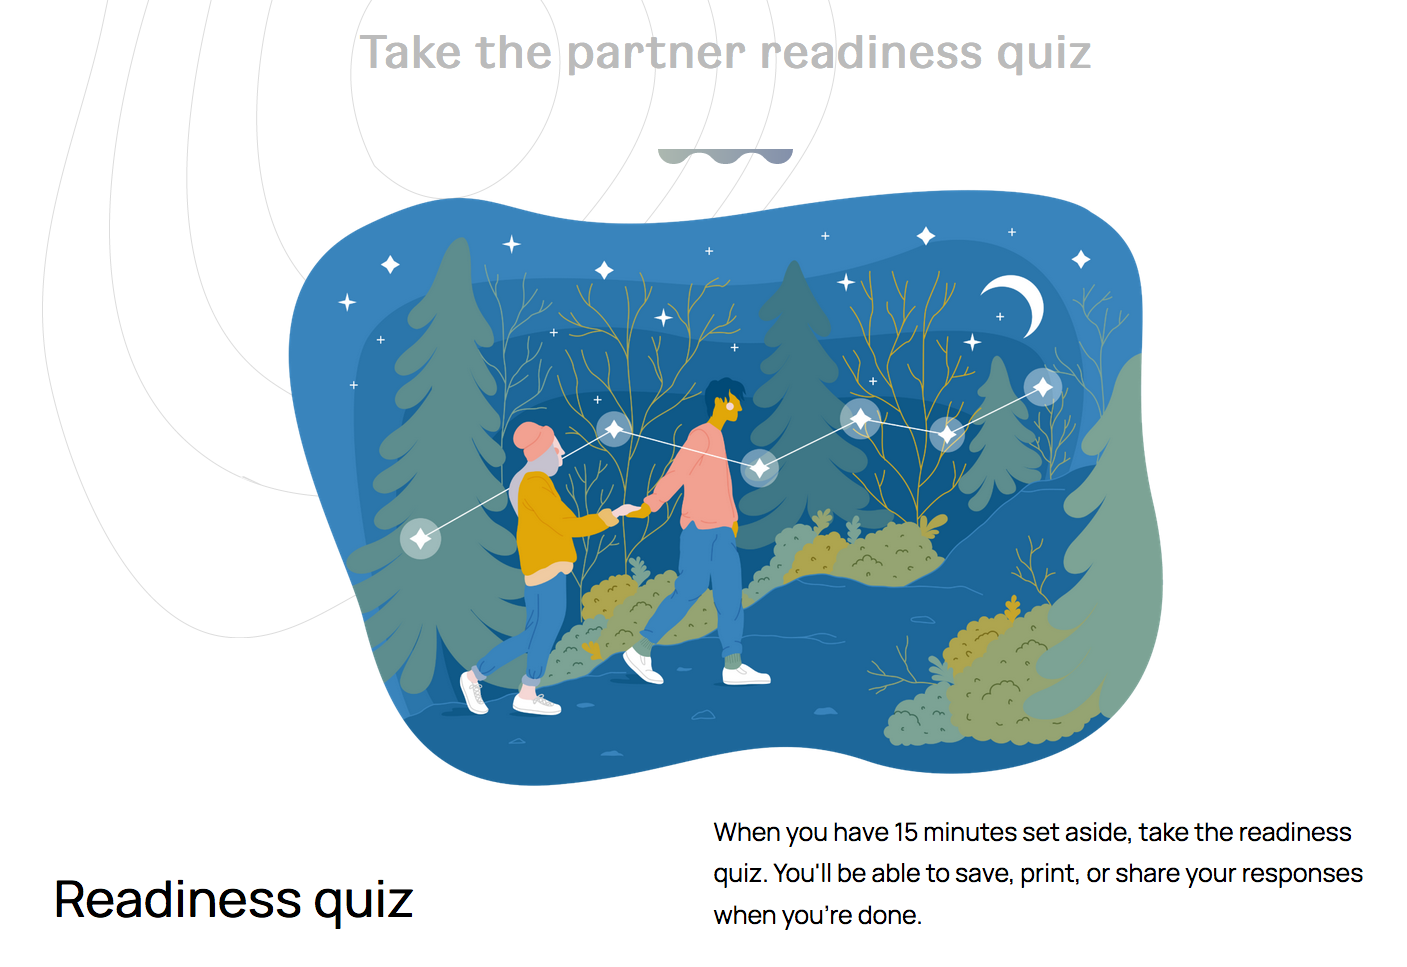 Take the partner readiness quiz
Readiness quiz
When you have 15 minutes set aside, take the readiness
quiz. You'll be able to save, print, or share your responses
when you’re done.